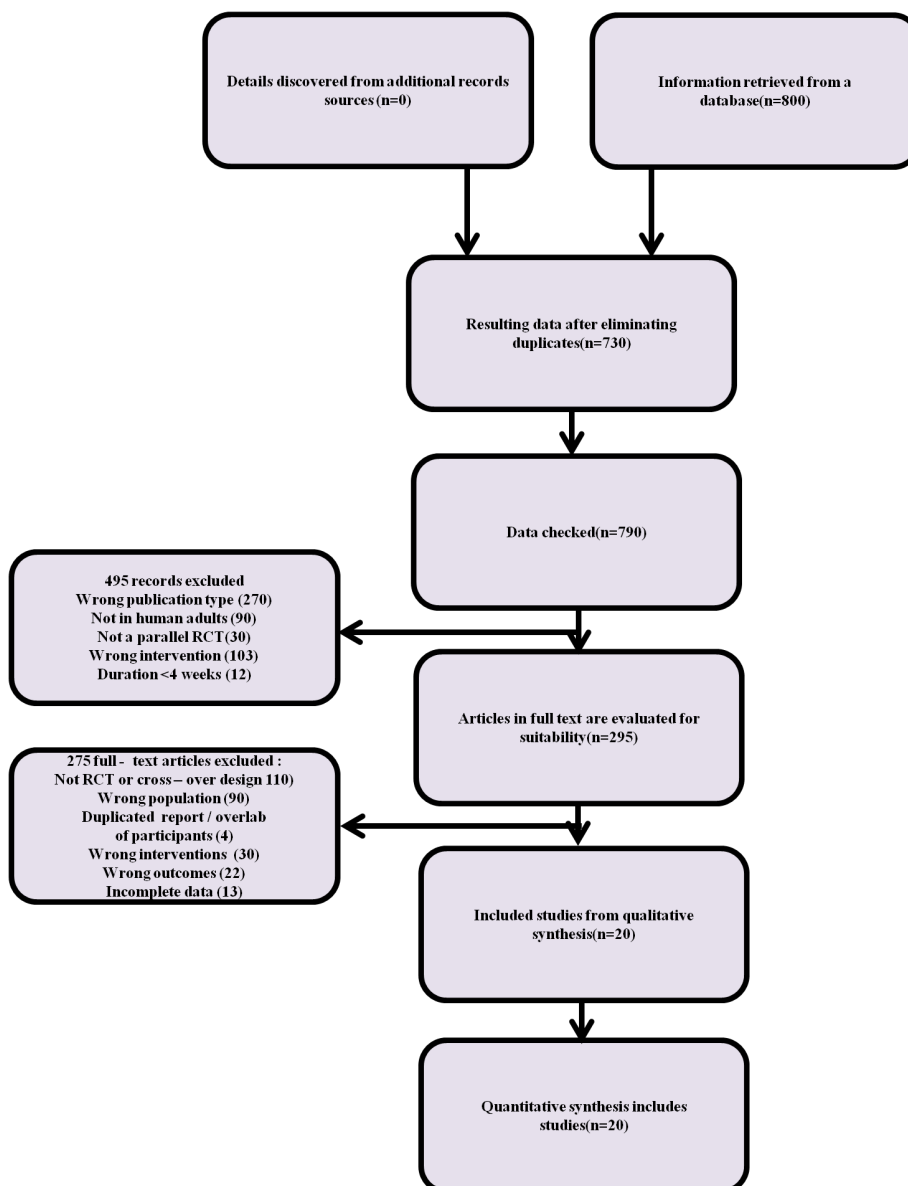 Details discovered from additional records
sources (n=0)
Information retrieved from a
database(n=800)
Resulting data after eliminating
duplicates(n=730)
Data checked(n=790)
495 records excluded
Wrong publication type (270)
Not in human adults (90)
Not a parallel RCT(30)
Wrong intervention (103)
Duration <4 weeks (12)
Articles in full text are evaluated for
suitability(n=295)
275 full - text articles excluded :
Not RCT or cross – over design 110)
Wrong population (90)
Duplicated report / overlab
of participants (4)
Wrong interventions (30)
Wrong outcomes (22)
Incomplete data (13)
Included studies from qualitative
synthesis(n=20)
Quantitative synthesis includes
studies(n=20)